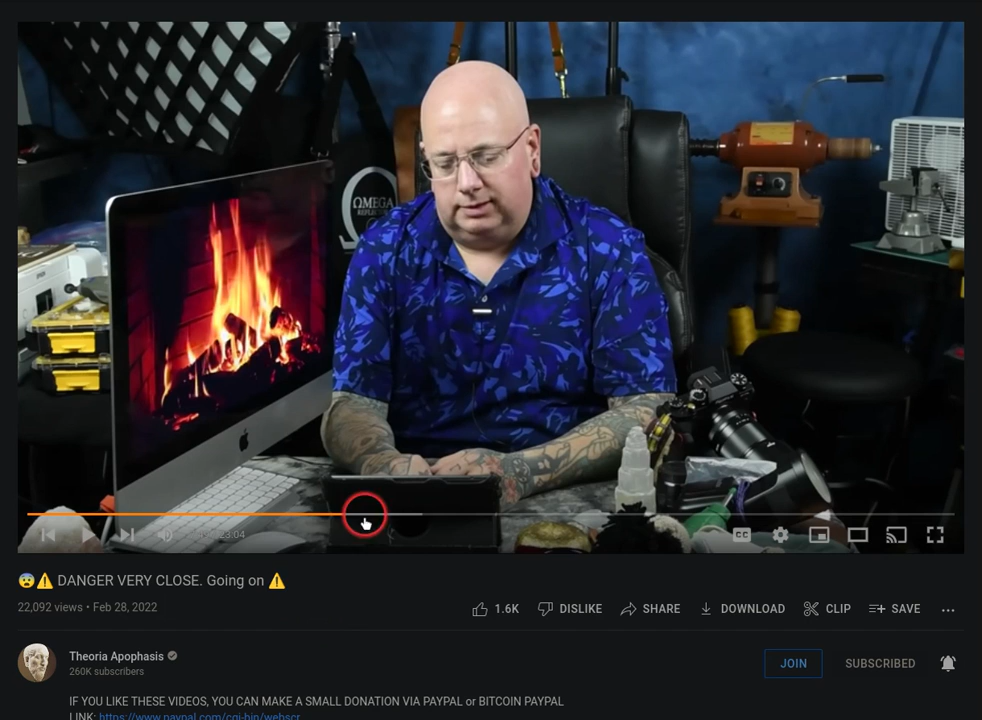 ΩMEGA
REFLECTOR
23:04
CC
😨⚠️ DANGER VERY CLOSE. Going on ⚠️
22,092 views • Feb 28, 2022
1.6K DISLIKE SHARE DOWNLOAD CLIP SAVE ...
Theoria Apophasis
260K subscribers
JOIN SUBSCRIBED
IF YOU LIKE THESE VIDEOS, YOU CAN MAKE A SMALL DONATION VIA PAYPAL or BITCOIN PAYPAL
LINK: https://www.paypal.com/cgi-bin/webscr